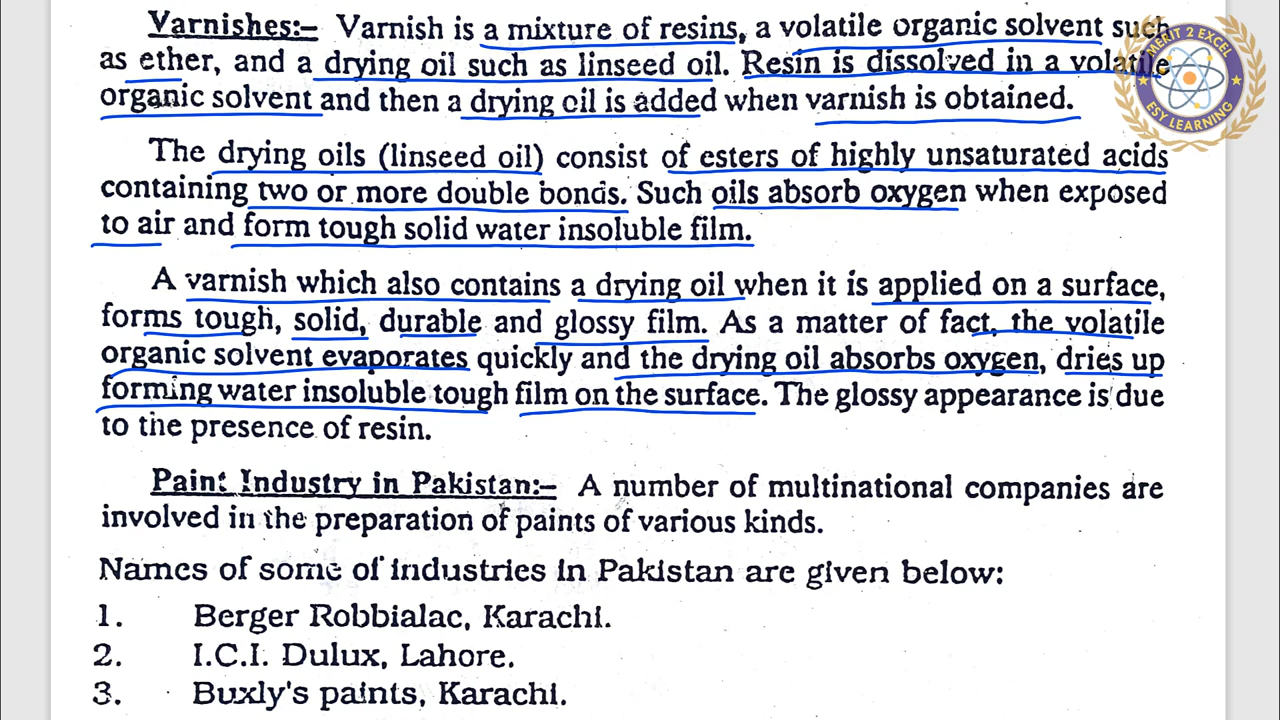 Varnishes:– Varnish is a mixture of resins, a volatile organic solvent such
as ether, and a drying oil such as linseed oil. Resin is dissolved in a volatile
organic solvent and then a drying oil is added when varnish is obtained.
The drying oils (linseed oil) consist of esters of highly unsaturated acids
containing two or more double bonds. Such oils absorb oxygen when exposed
to air and form tough solid water insoluble film.
A varnish which also contains a drying oil when it is applied on a surface,
forms tough, solid, durable and glossy film. As a matter of fact, the volatile
organic solvent evaporates quickly and the drying oil absorbs oxygen, dries up
forming water insoluble tough film on the surface. The glossy appearance is due
to the presence of resin.
Paint Industry in Pakistan:– A number of multinational companies are
involved in the preparation of paints of various kinds.
Names of some of industries in Pakistan are given below:
1. Berger Robbialac, Karachi.
2. I.C.I. Dulux, Lahore.
3. Buxly's paints, Karachi.
MERIT 2 EXCEL
ESY LEARNING